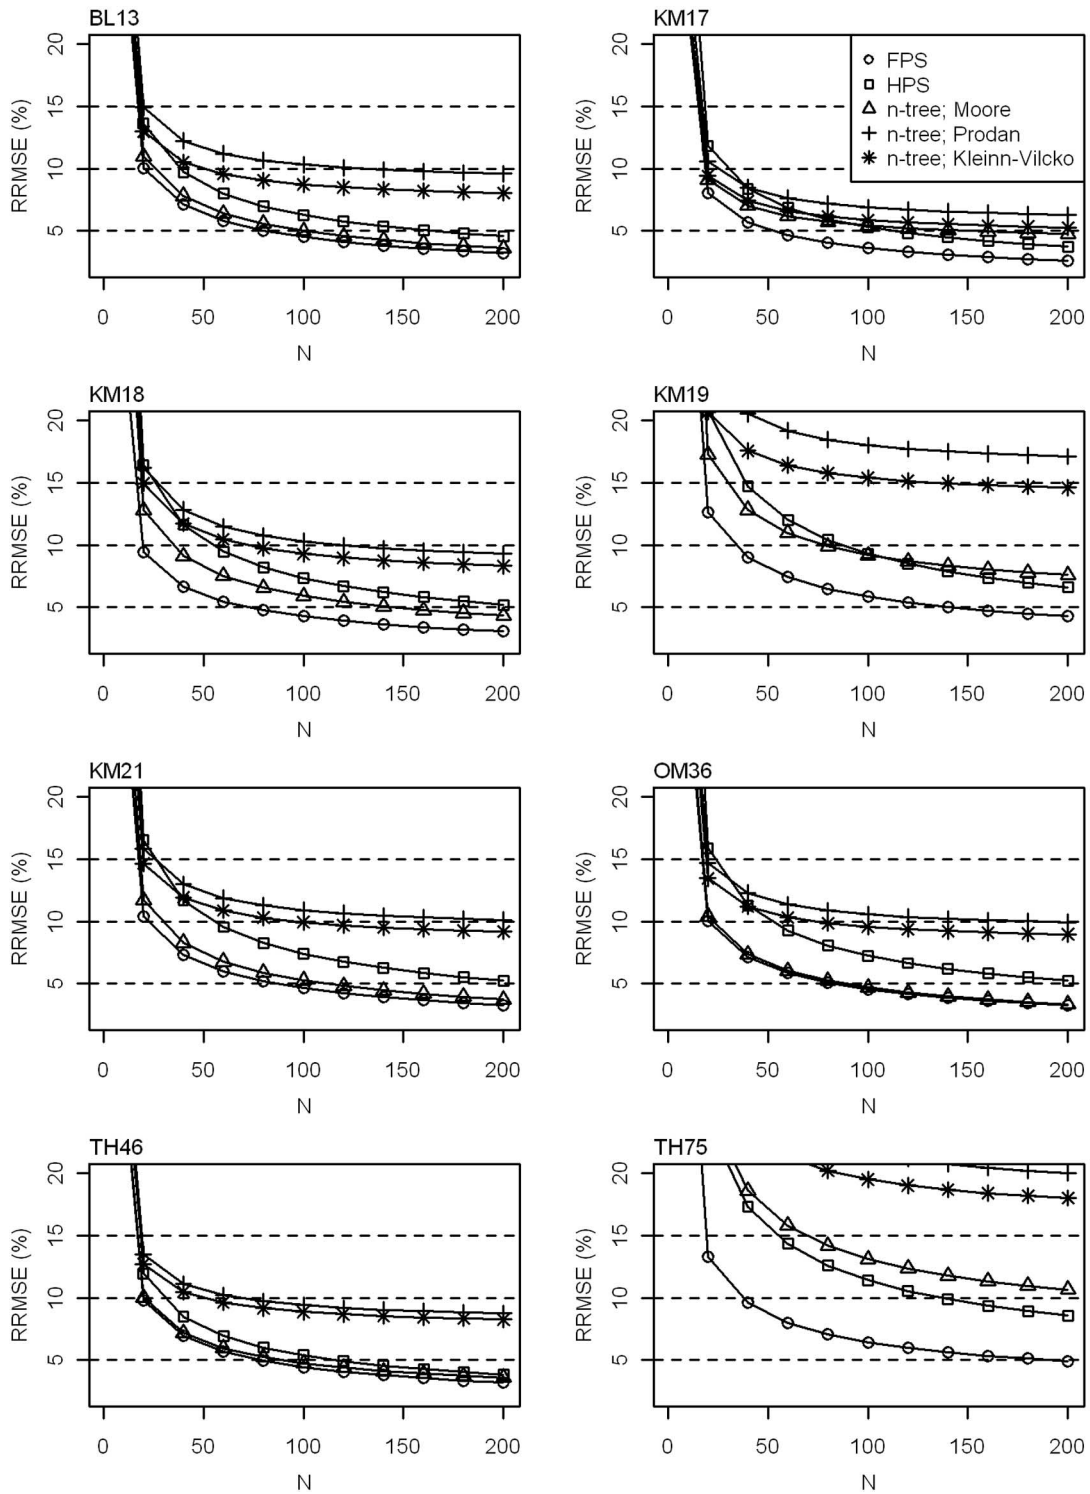 BL13
RRMSE (%)
5
10
15
20
0
50
100
150
200
N
KM17
RRMSE (%)
5
10
15
20
0
50
100
150
200
N
FPS
HPS
n-tree; Moore
n-tree; Prodan
n-tree; Kleinn-Vilcko
KM18
RRMSE (%)
5
10
15
20
0
50
100
150
200
N
KM19
RRMSE (%)
5
10
15
20
0
50
100
150
200
N
KM21
RRMSE (%)
5
10
15
20
0
50
100
150
200
N
OM36
RRMSE (%)
5
10
15
20
0
50
100
150
200
N
TH46
RRMSE (%)
5
10
15
20
0
50
100
150
200
N
TH75
RRMSE (%)
5
10
15
20
0
50
100
150
200
N